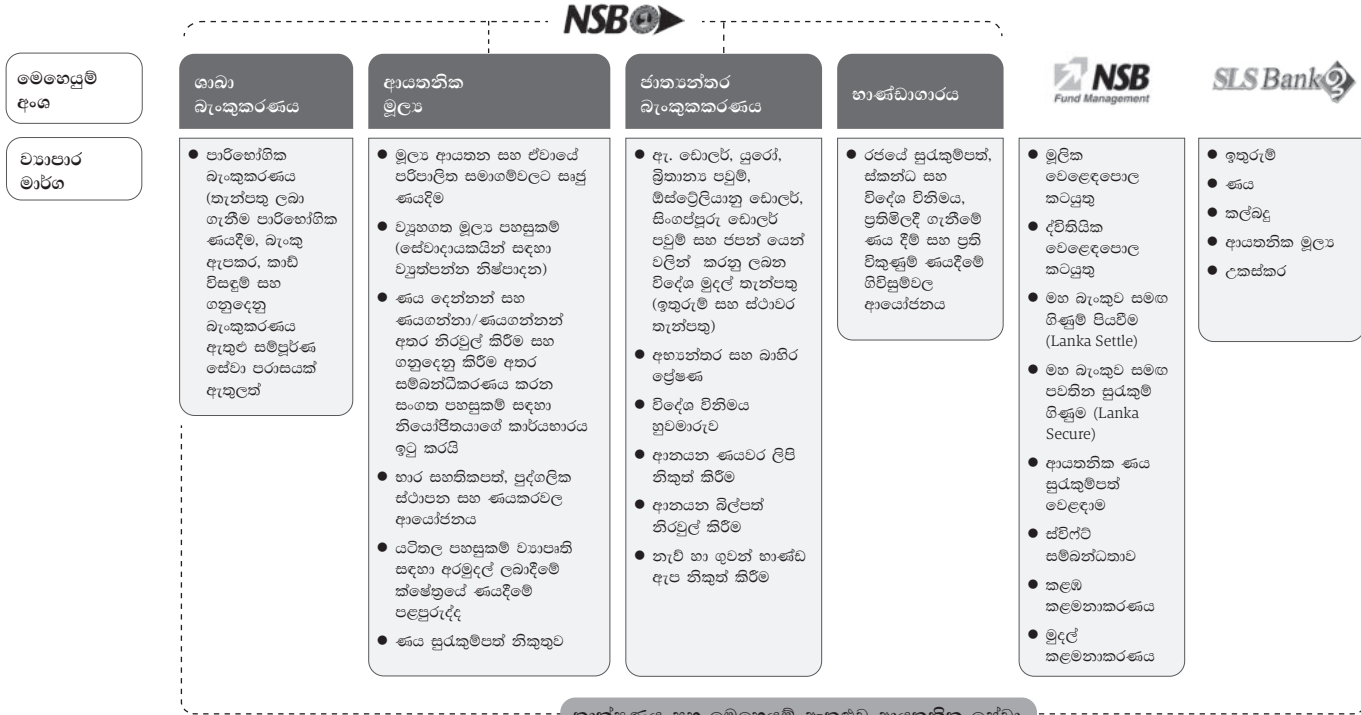 NSB
මෙහෙයුම්
අංශ
ශාඛා
බැංකුකරණය
ආයතනික
මූල්‍ය
ජාත්‍යන්තර
බැංකුකකරණය
භාණ්ඩාගාරය
NSB
Fund Management
SLS Bank
ව්‍යාපාර
මාර්ග
● පාරිභෝගික
බැංකුකරණය
(තැන්පතු ලබා
ගැනීම පාරිභෝගික
ණයදීම, බැංකු
ඇපකර, කාඩ්
විසඳුම් සහ
ගනුදෙනු
බැංකුකරණය
ඇතුළු සම්පූර්ණ
සේවා පරාසයක්
ඇතුලත්
● මූල්‍ය ආයතන සහ ඒවායේ
පරිපාලිත සමාගම්වලට සෘජු
ණයදිම
● ව්‍යුහගත මූල්‍ය පහසුකම්
(සේවාදායකයින් සඳහා
ව්‍යුත්පන්න නිෂ්පාදන)
● ණය දෙන්නන් සහ
ණයගන්නා/ණයගන්නන්
අතර නිරවුල් කිරීම සහ
ගනුදෙනු කිරීම අතර
සම්බන්ධීකරණය කරන
සංගත පහසුකම් සඳහා
නියෝජිතයාගේ කාර්යභාරය
ඉටු කරයි
● භාර සහතිකපත්, පුද්ගලික
ස්ථාපන සහ ණයකරවල
ආයෝජනය
● යටිතල පහසුකම් ව්‍යාපෘති
සඳහා අරමුදල් ලබාදීමේ
ක්ෂේත්‍රයේ ණයදීමේ
පළපුරුද්ද
● ණය සුරැකුම්පත් නිකුතුව
● ඇ. ඩොලර්, යුරෝ,
බ්‍රිතාන්‍ය පවුම්,
ඕස්ට්‍රේලියානු ඩොලර්,
සිංගප්පූරු ඩොලර්
පවුම් සහ ජපන් යෙන්
වලින් කරනු ලබන
විදේශ මුදල් තැන්පතු
(ඉතුරුම් සහ ස්ථාවර
තැන්පතු)
● අභ්‍යන්තර සහ බාහිර
ප්‍රේෂණ
● විදේශ විනිමය
හුවමාරුව
● ආනයන ණයවර ලිපි
නිකුත් කිරීම
● ආනයන බිල්පත්
නිරවුල් කිරීම
● නැව් හා ගුවන් භාණ්ඩ
ඇප නිකුත් කිරීම
● රජයේ සුරැකුම්පත්,
ස්කන්ධ සහ
විදේශ විනිමය,
ප්‍රතිමිලදී ගැනීමේ
ණය දීම් සහ ප්‍රති
විකුණුම් ණයදීමේ
ගිවිසුම්වල
ආයෝජනය
● මූලික
වෙළෙඳපොල
කටයුතු
● ද්විතියික
වෙළෙඳපොල
කටයුතු
● මහ බැංකුව සමඟ
ගිණුම් පියවීම
(Lanka Settle)
● මහ බැංකුව සමඟ
පවතින සුරැකුම්
ගිණුම (Lanka
Secure)
● ආයතනික ණය
සුරැකුම්පත්
වෙළඳාම
● ස්විෆ්ට්
සම්බන්ධතාව
● කළඹ
කළමනාකරණය
● මුදල්
කළමනාකරණය
● ඉතුරුම්
● ණය
● කල්බදු
● ආයතනික මූල්‍ය
● උකස්කර